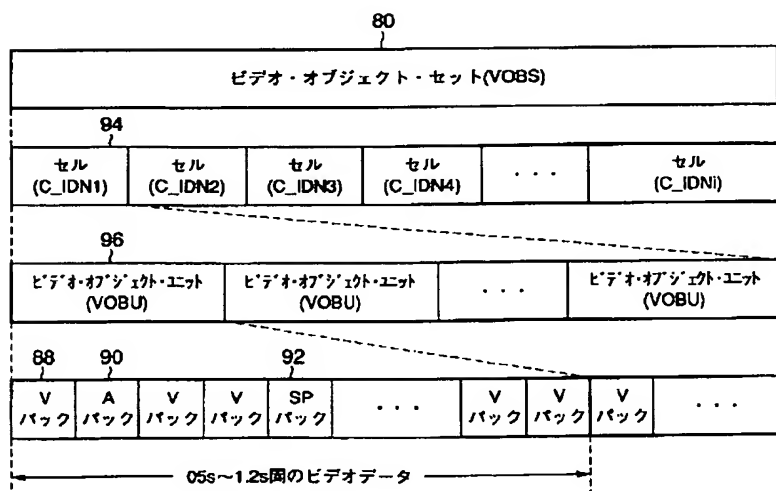 80
ビデオ・オブジェクト・セット(VOBS)
94
セル
(C_IDN1)
セル
(C_IDN2)
セル
(C_IDN3)
セル
(C_IDN4)
・・・
セル
(C_IDNi)
96
ビデオ・オブジェクト・ユニット
(VOBU)
ビデオ・オブジェクト・ユニット
(VOBU)
・・・
ビデオ・オブジェクト・ユニット
(VOBU)
88
90
92
V
パック
A
パック
V
パック
V
パック
SP
パック
・・・
V
パック
V
パック
V
パック
・・・
05s〜1.2s间のビデオデータ